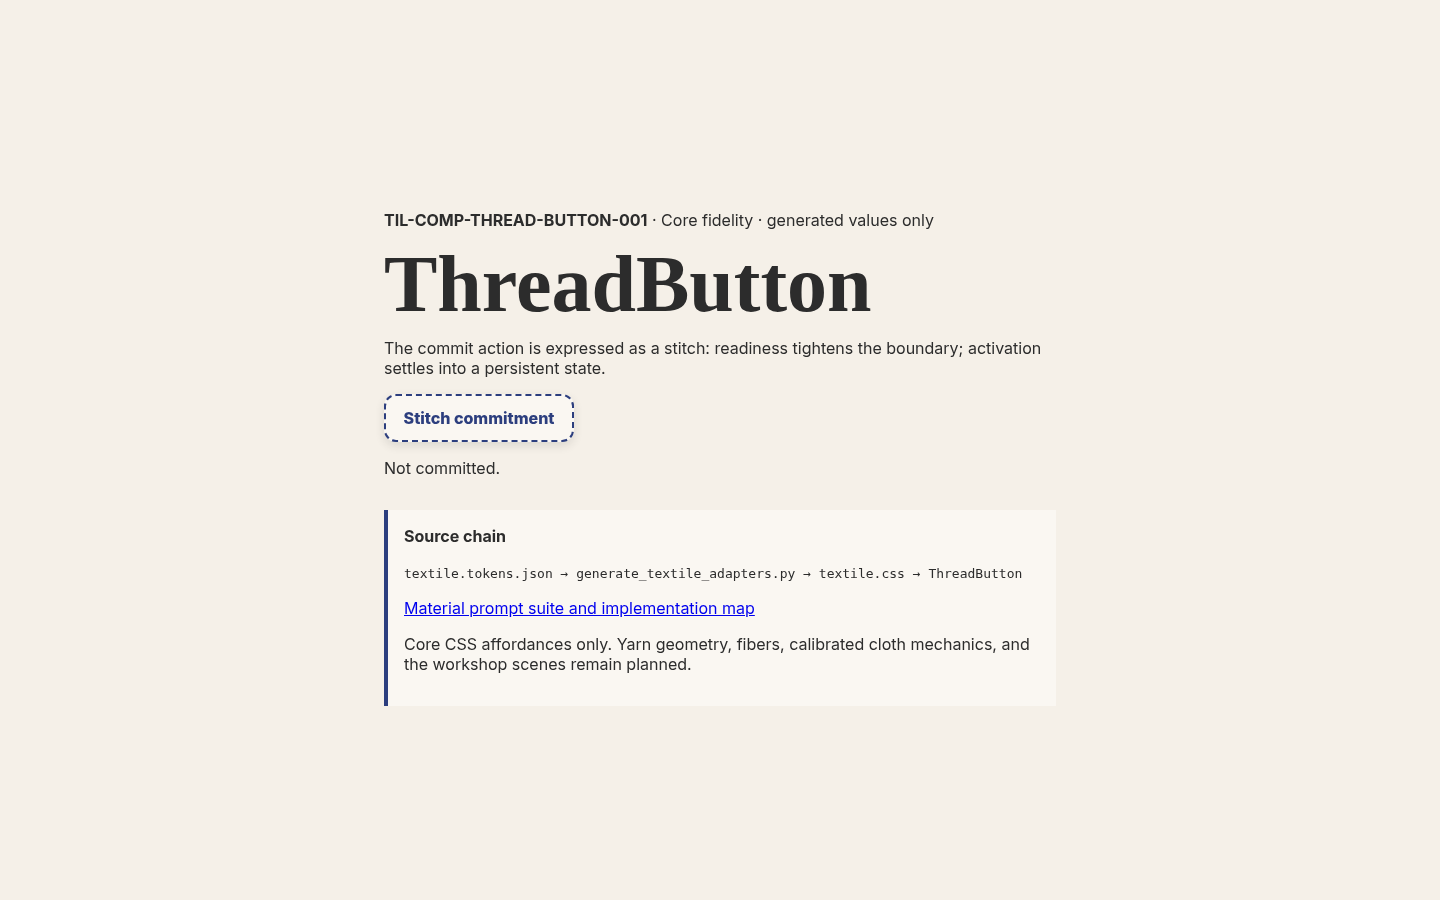 TIL-COMP-THREAD-BUTTON-001 · Core fidelity · generated values only
ThreadButton
The commit action is expressed as a stitch: readiness tightens the boundary; activation
settles into a persistent state.
Stitch commitment
Not committed.
Source chain
textile.tokens.json → generate_textile_adapters.py → textile.css → ThreadButton
Material prompt suite and implementation map
Core CSS affordances only. Yarn geometry, fibers, calibrated cloth mechanics, and
the workshop scenes remain planned.